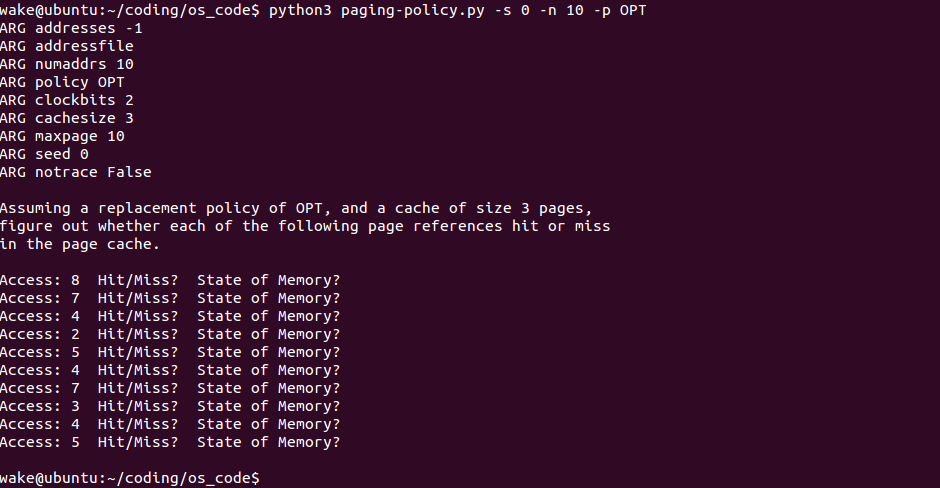 wake@ubuntu:~/coding/os_code$ python3 paging-policy.py -s 0 -n 10 -p OPT
ARG addresses -1
ARG addressfile
ARG numaddrs 10
ARG policy OPT
ARG clockbits 2
ARG cachesize 3
ARG maxpage 10
ARG seed 0
ARG notrace False
Assuming a replacement policy of OPT, and a cache of size 3 pages,
figure out whether each of the following page references hit or miss
in the page cache.
Access: 8  Hit/Miss?  State of Memory?
Access: 7  Hit/Miss?  State of Memory?
Access: 4  Hit/Miss?  State of Memory?
Access: 2  Hit/Miss?  State of Memory?
Access: 5  Hit/Miss?  State of Memory?
Access: 4  Hit/Miss?  State of Memory?
Access: 7  Hit/Miss?  State of Memory?
Access: 3  Hit/Miss?  State of Memory?
Access: 4  Hit/Miss?  State of Memory?
Access: 5  Hit/Miss?  State of Memory?
wake@ubuntu:~/coding/os_code$